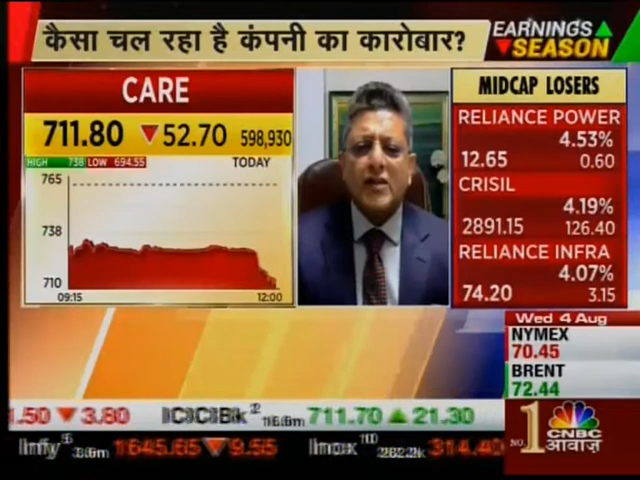 कैसा चल रहा है कंपनी का कारोबार?
EARNINGS
SEASON
CARE
711.80 ▼52.70 598,930
HIGH 738 LOW 694.55 TODAY
765
738
710
09:15 12:00
MIDCAP LOSERS
RELIANCE POWER
4.53%
12.65 0.60
CRISIL
4.19%
2891.15 126.40
RELIANCE INFRA
4.07%
74.20 3.15
Wed 4 Aug
NYMEX
70.45
BRENT
72.44
1.50 ▼ 3.80 ICICIBk 711.70 ▲ 21.30
Infy 1645.65 ▼ 9.55 Inox 314.40
NO. 1 CNBC
आवाज़